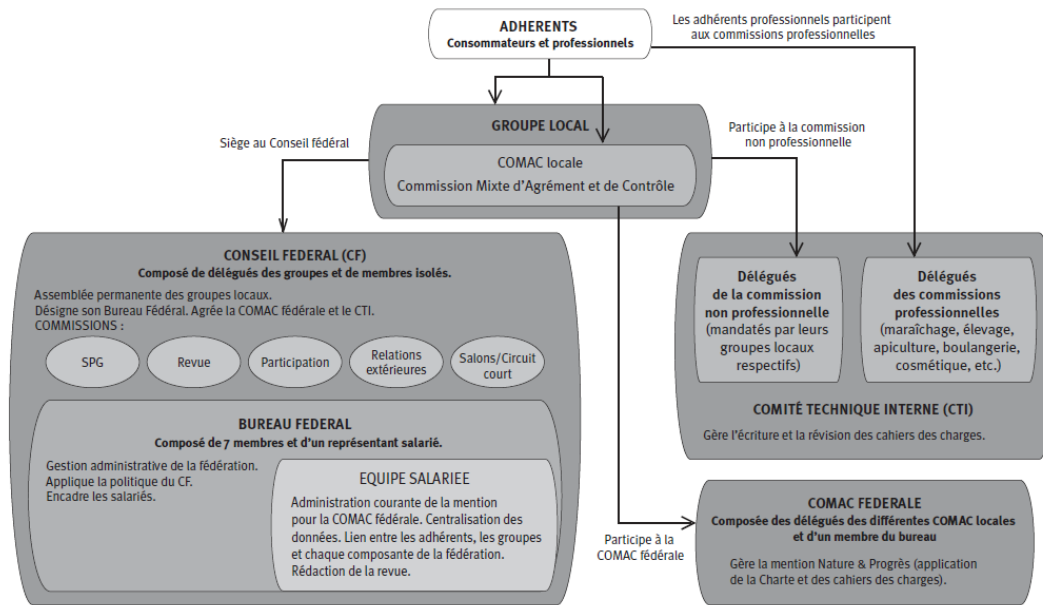 ADHERENTS
Consommateurs et professionnels
Les adhérents professionnels participent
aux commissions professionnelles
GROUPE LOCAL
COMAC locale
Commission Mixte d'Agrément et de Contrôle
Siège au Conseil fédéral
Participe à la commission
non professionnelle
CONSEIL FEDERAL (CF)
Composé de délégués des groupes et de membres isolés.
Assemblée permanente des groupes locaux.
Désigne son Bureau Fédéral. Agrée la COMAC fédérale et le CTI.
COMMISSIONS :
SPG
Revue
Participation
Relations
extérieures
Salons/Circuit
court
BUREAU FEDERAL
Composé de 7 membres et d'un représentant salarié.
Gestion administrative de la fédération.
Applique la politique du CF.
Encadre les salariés.
EQUIPE SALARIEE
Administration courante de la mention
pour la COMAC fédérale. Centralisation des
données. Lien entre les adhérents, les groupes
et chaque composante de la fédération.
Rédaction de la revue.
Délégués
de la commission
non professionnelle
(mandatés par leurs
groupes locaux
respectifs)
Délégués
des commissions
professionnelles
(maraîchage, élevage,
apiculture, boulangerie,
cosmétique, etc.)
COMITÉ TECHNIQUE INTERNE (CTI)
Gère l'écriture et la révision des cahiers des charges.
Participe à la
COMAC fédérale
COMAC FEDERALE
Composée des délégués des différentes COMAC locales
et d'un membre du bureau
Gère la mention Nature & Progrès (application
de la Charte et des cahiers des charges).